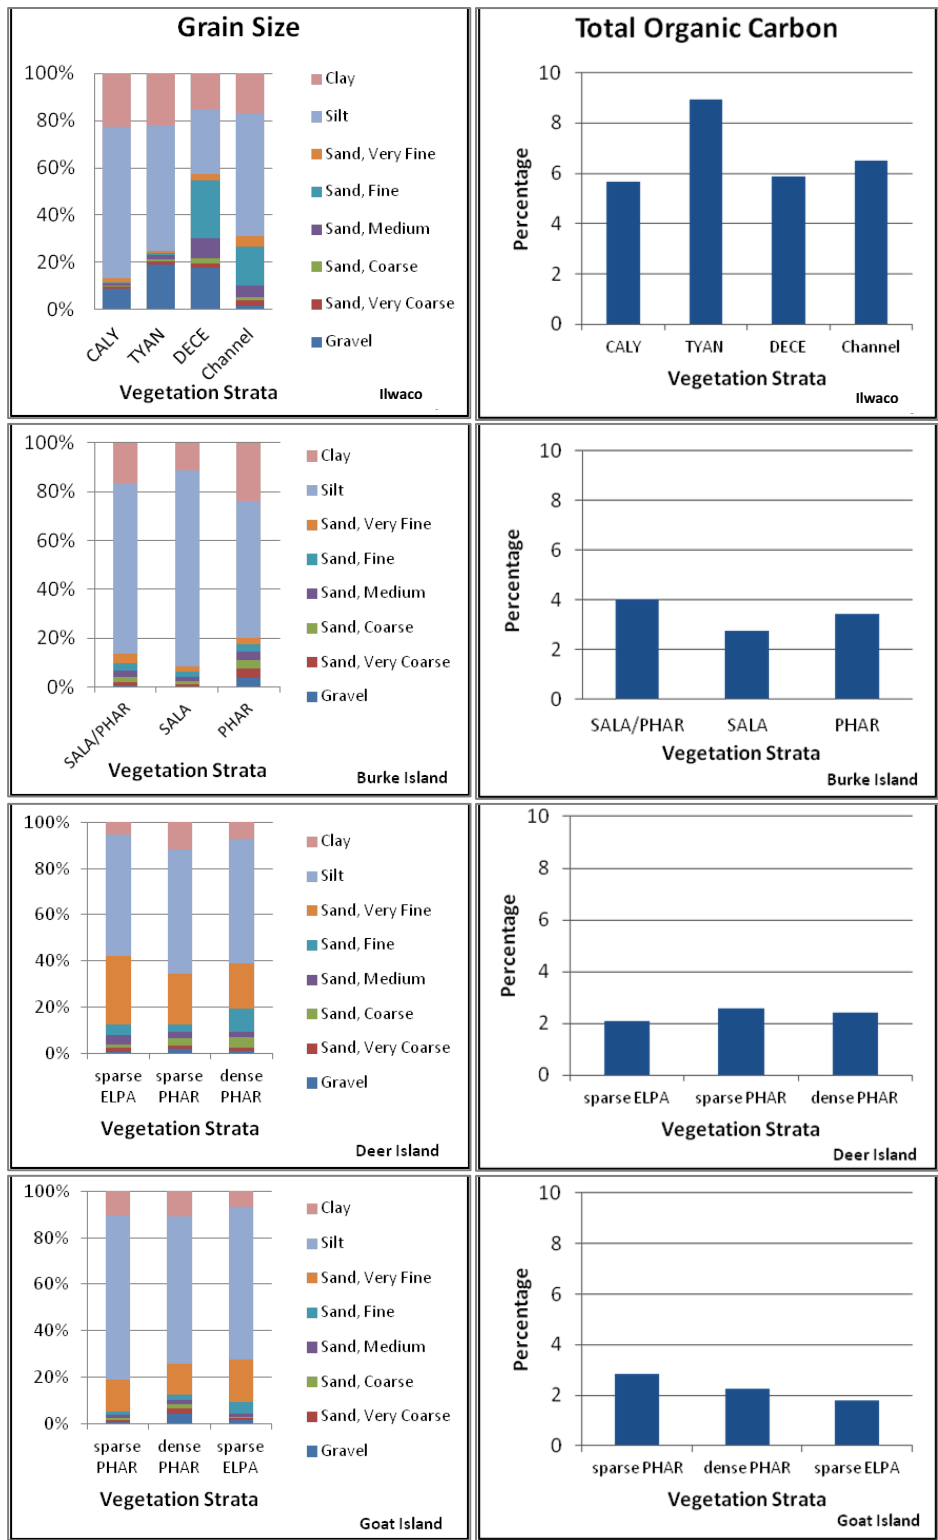 Grain Size
100%
80%
60%
40%
20%
0%
CALY
TYAN
DECE
Channel
Vegetation Strata
Clay
Silt
Sand, Very Fine
Sand, Fine
Sand, Medium
Sand, Coarse
Sand, Very Coarse
Gravel
Ilwaco
Total Organic Carbon
Percentage
10
8
6
4
2
0
CALY TYAN DECE Channel
Vegetation Strata
Ilwaco
100%
80%
60%
40%
20%
0%
SALA/PHAR
SALA
PHAR
Vegetation Strata
Clay
Silt
Sand, Very Fine
Sand, Fine
Sand, Medium
Sand, Coarse
Sand, Very Coarse
Gravel
Burke Island
Percentage
10
8
6
4
2
0
SALA/PHAR SALA PHAR
Vegetation Strata
Burke Island
100%
80%
60%
40%
20%
0%
sparse sparse dense
ELPA PHAR PHAR
Vegetation Strata
Clay
Silt
Sand, Very Fine
Sand, Fine
Sand, Medium
Sand, Coarse
Sand, Very Coarse
Gravel
Deer Island
Percentage
10
8
6
4
2
0
sparse ELPA sparse PHAR dense PHAR
Vegetation Strata
Deer Island
100%
80%
60%
40%
20%
0%
sparse dense sparse
PHAR PHAR ELPA
Vegetation Strata
Clay
Silt
Sand, Very Fine
Sand, Fine
Sand, Medium
Sand, Coarse
Sand, Very Coarse
Gravel
Goat Island
Percentage
10
8
6
4
2
0
sparse PHAR dense PHAR sparse ELPA
Vegetation Strata
Goat Island